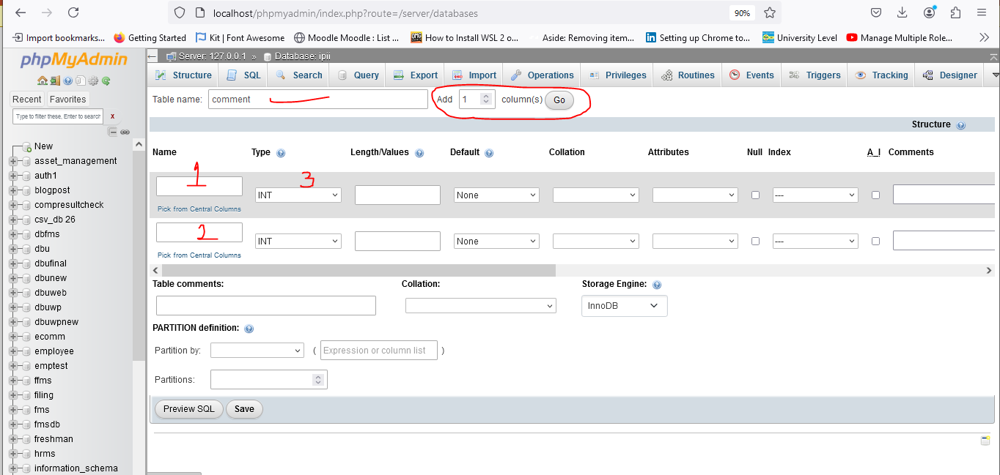 localhost/phpmyadmin/index.php?route=/server/databases 90%
Import bookmarks... Getting Started Kit | Font Awesome Moodle Moodle : List ... How to Install WSL 2 o... Aside: Removing item... Setting up Chrome to... University Level Manage Multiple Role...
phpMyAdmin
Server: 127.0.0.1 » Database: ipii
Structure SQL Search Query Export Import Operations Privileges Routines Events Triggers Tracking Designer
Recent Favorites
Type to filter these, Enter to search x
New
asset_management
auth1
blogpost
compresultcheck
csv_db 26
dbfms
dbu
dbufinal
dbunew
dbuweb
dbuwp
dbuwpnew
ecomm
employee
emptest
ffms
filing
fms
fmsdb
freshman
hrms
information_schema
Table name: comment Add 1 column(s) Go
Structure
Name Type Length/Values Default Collation Attributes Null Index A_I Comments
1 3
INT None ---
Pick from Central Columns
2
INT None ---
Pick from Central Columns
Table comments: Collation: Storage Engine:
InnoDB
PARTITION definition:
Partition by: ( Expression or column list )
Partitions:
Preview SQL Save